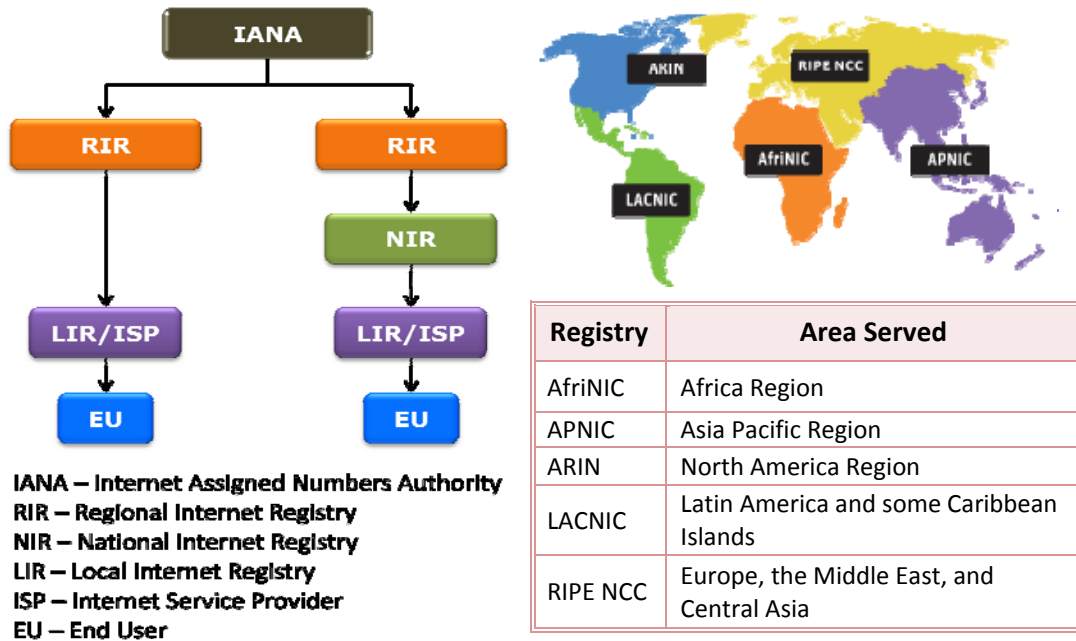 IANA
RIR
RIR
NIR
LIR/ISP
LIR/ISP
EU
EU
IANA – Internet Assigned Numbers Authority
RIR – Regional Internet Registry
NIR – National Internet Registry
LIR – Local Internet Registry
ISP – Internet Service Provider
EU – End User
ARIN
RIPE NCC
AfriNIC
APNIC
LACNIC
Registry Area Served
AfriNIC Africa Region
APNIC Asia Pacific Region
ARIN North America Region
LACNIC Latin America and some Caribbean
Islands
RIPE NCC Europe, the Middle East, and
Central Asia